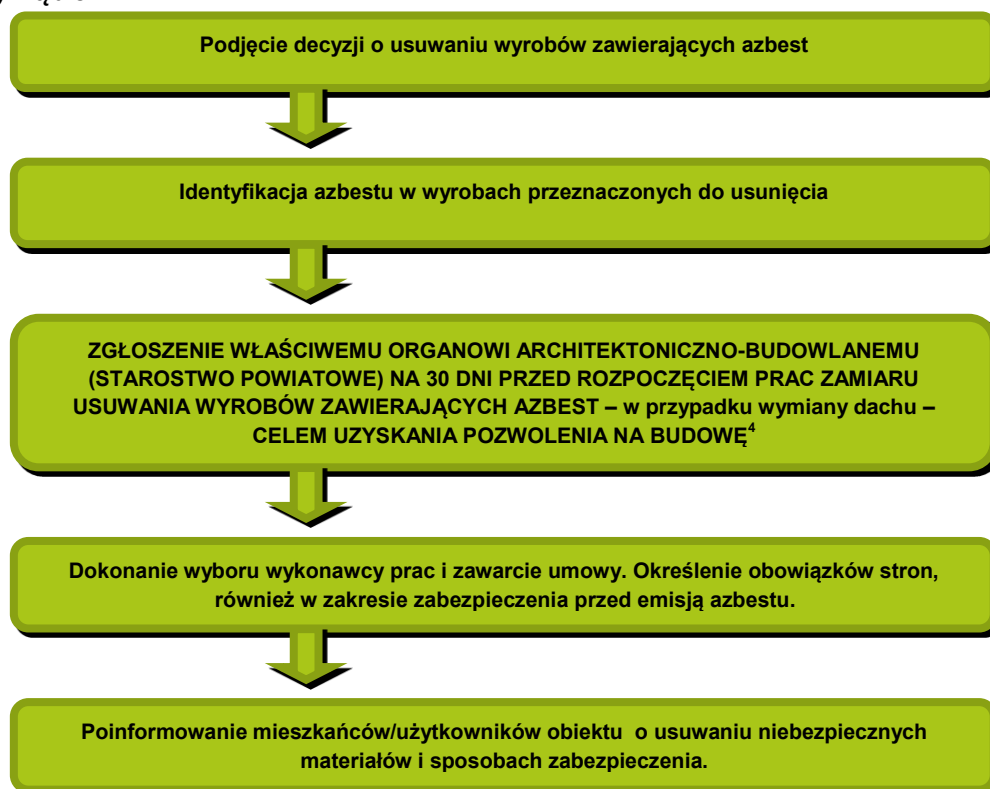 Podjęcie decyzji o usuwaniu wyrobów zawierających azbest
Identyfikacja azbestu w wyrobach przeznaczonych do usunięcia
ZGŁOSZENIE WŁAŚCIWEMU ORGANOWI ARCHITEKTONICZNO-BUDOWLANEMU
(STAROSTWO POWIATOWE) NA 30 DNI PRZED ROZPOCZĘCIEM PRAC ZAMIARU
USUWANIA WYROBÓW ZAWIERAJĄCYCH AZBEST – w przypadku wymiany dachu –
CELEM UZYSKANIA POZWOLENIA NA BUDOWĘ⁴
Dokonanie wyboru wykonawcy prac i zawarcie umowy. Określenie obowiązków stron,
również w zakresie zabezpieczenia przed emisją azbestu.
Poinformowanie mieszkańców/użytkowników obiektu o usuwaniu niebezpiecznych
materiałów i sposobach zabezpieczenia.